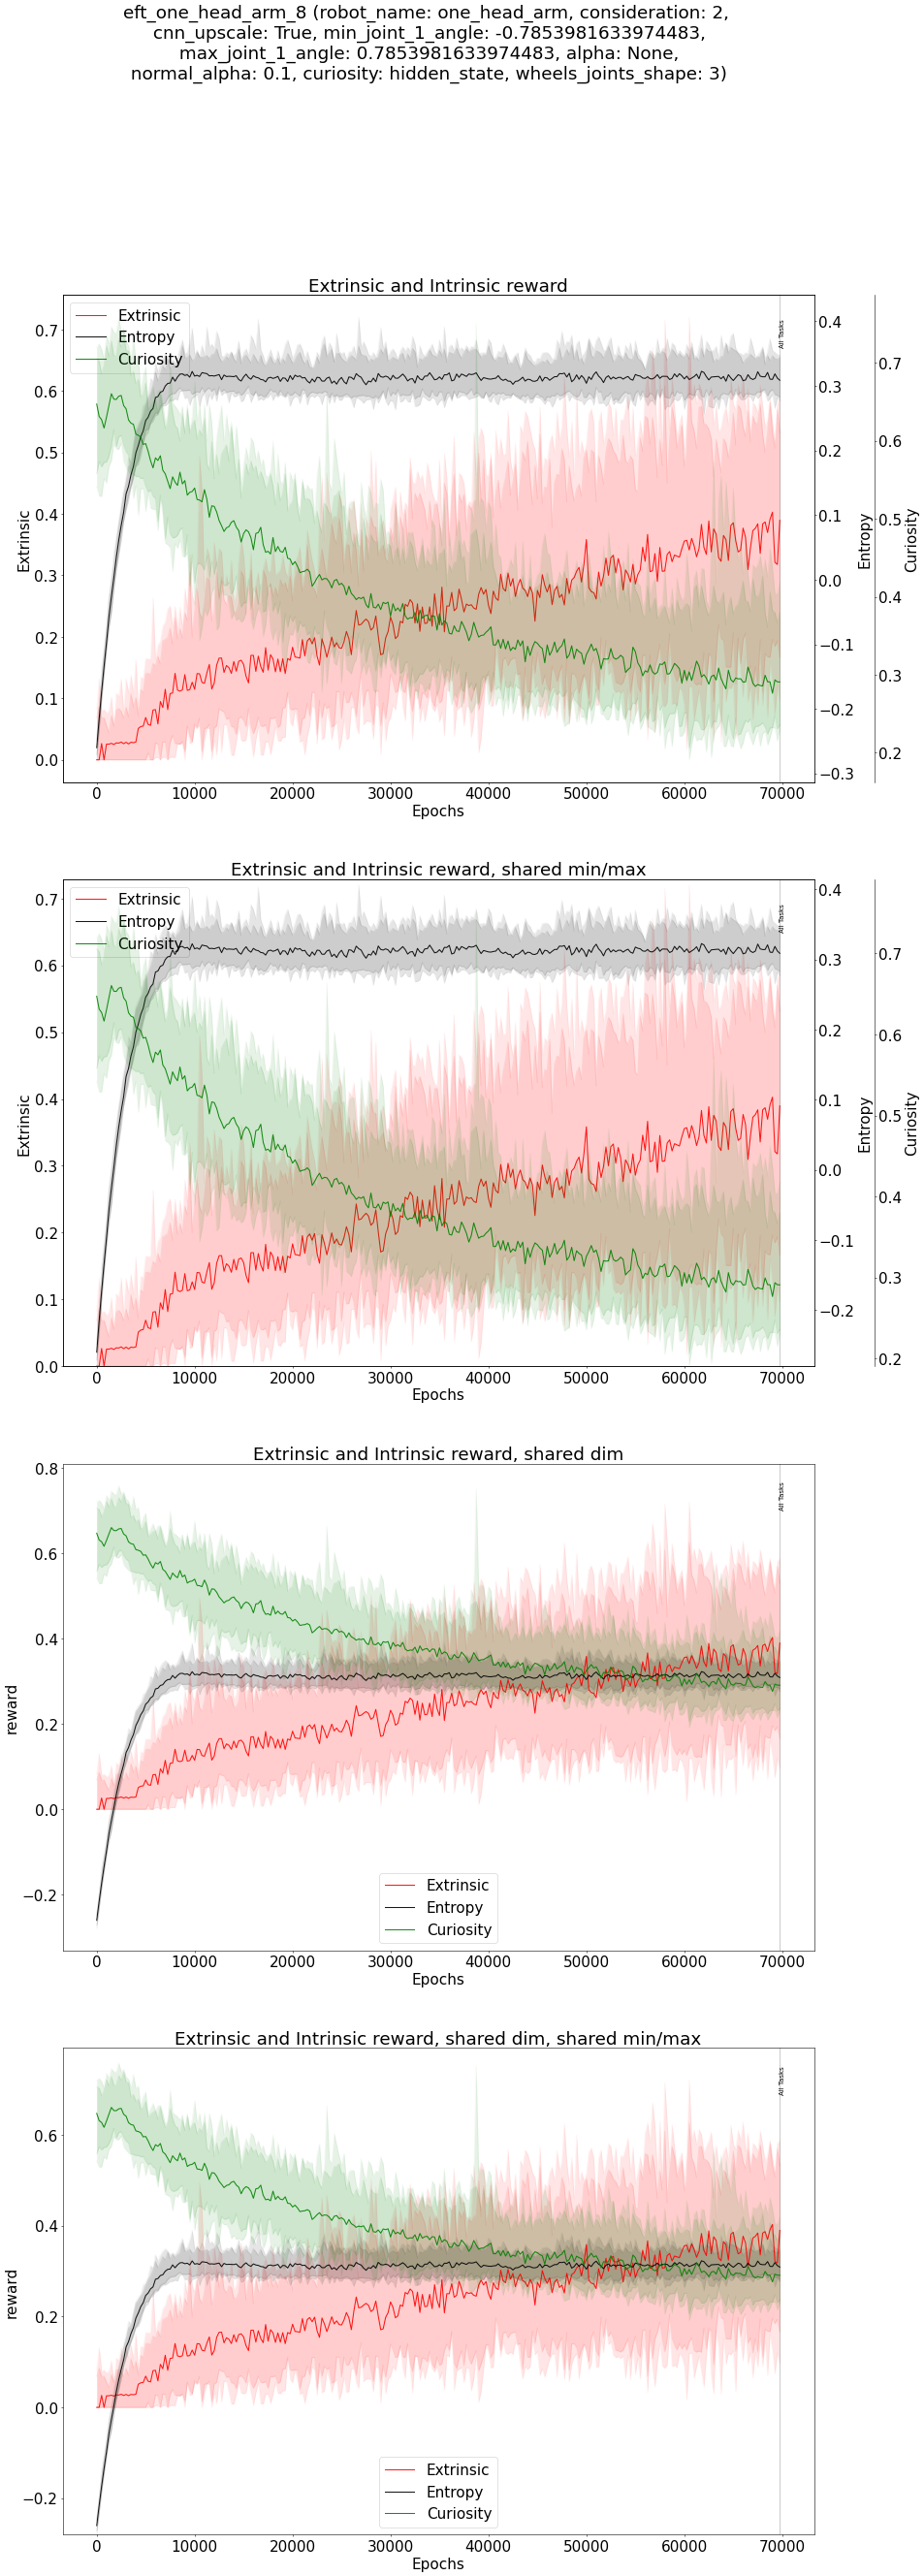 eft_one_head_arm_8 (robot_name: one_head_arm, consideration: 2,
cnn_upscale: True, min_joint_1_angle: -0.7853981633974483,
max_joint_1_angle: 0.7853981633974483, alpha: None,
normal_alpha: 0.1, curiosity: hidden_state, wheels_joints_shape: 3)
Extrinsic and Intrinsic reward
Extrinsic
Entropy
Curiosity
All Tasks
0.7
0.6
0.5
0.4
0.3
0.2
0.1
0.0
Extrinsic
0.4
0.3
0.2
0.1
0.0
−0.1
−0.2
−0.3
Entropy
0.7
0.6
0.5
0.4
0.3
0.2
Curiosity
0 10000 20000 30000 40000 50000 60000 70000
Epochs
Extrinsic and Intrinsic reward, shared min/max
Extrinsic
Entropy
Curiosity
All Tasks
0.7
0.6
0.5
0.4
0.3
0.2
0.1
0.0
Extrinsic
0.4
0.3
0.2
0.1
0.0
−0.1
−0.2
Entropy
0.7
0.6
0.5
0.4
0.3
0.2
Curiosity
0 10000 20000 30000 40000 50000 60000 70000
Epochs
Extrinsic and Intrinsic reward, shared dim
All Tasks
0.8
0.6
0.4
0.2
0.0
−0.2
reward
Extrinsic
Entropy
Curiosity
0 10000 20000 30000 40000 50000 60000 70000
Epochs
Extrinsic and Intrinsic reward, shared dim, shared min/max
All Tasks
0.6
0.4
0.2
0.0
−0.2
reward
Extrinsic
Entropy
Curiosity
0 10000 20000 30000 40000 50000 60000 70000
Epochs